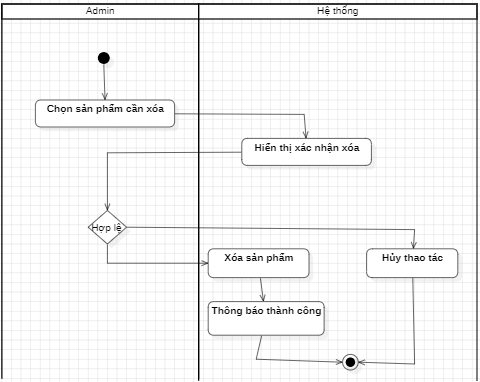 Admin
Hệ thống
Chọn sản phẩm cần xóa
Hiển thị xác nhận xóa
Hợp lệ
Xóa sản phẩm
Hủy thao tác
Thông báo thành công